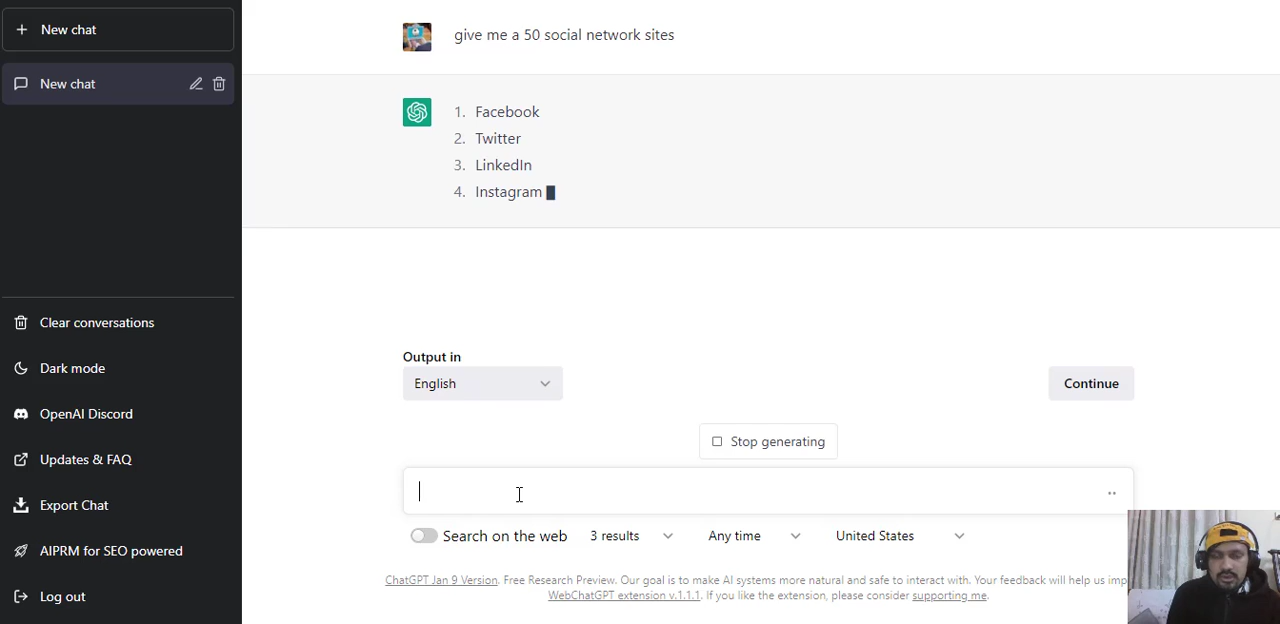 New chat
New chat
Clear conversations
Dark mode
OpenAI Discord
Updates & FAQ
Export Chat
AIPRM for SEO powered
Log out
give me a 50 social network sites
1. Facebook
2. Twitter
3. LinkedIn
4. Instagram
Output in
English
Continue
Stop generating
Search on the web 3 results Any time United States
ChatGPT Jan 9 Version. Free Research Preview. Our goal is to make AI systems more natural and safe to interact with. Your feedback will help us imp
WebChatGPT extension v.1.1.1. If you like the extension, please consider supporting me.